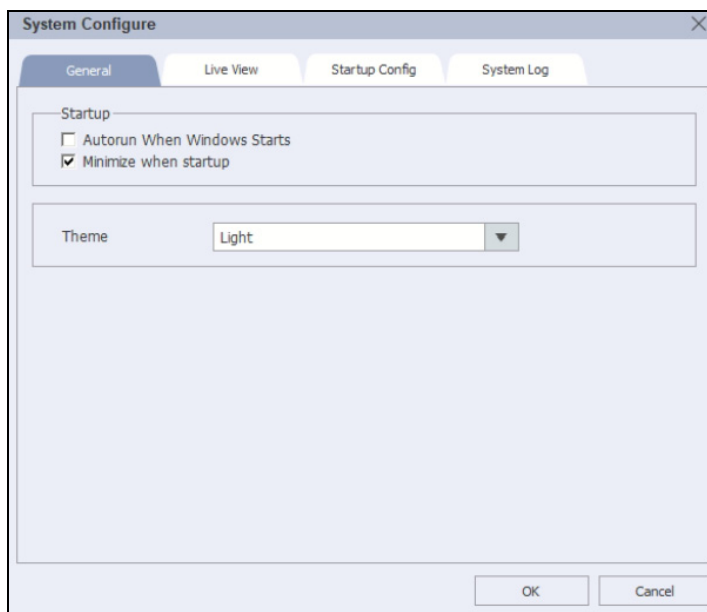 System Configure
General Live View Startup Config System Log
Startup
Autorun When Windows Starts
Minimize when startup
Theme Light
OK Cancel